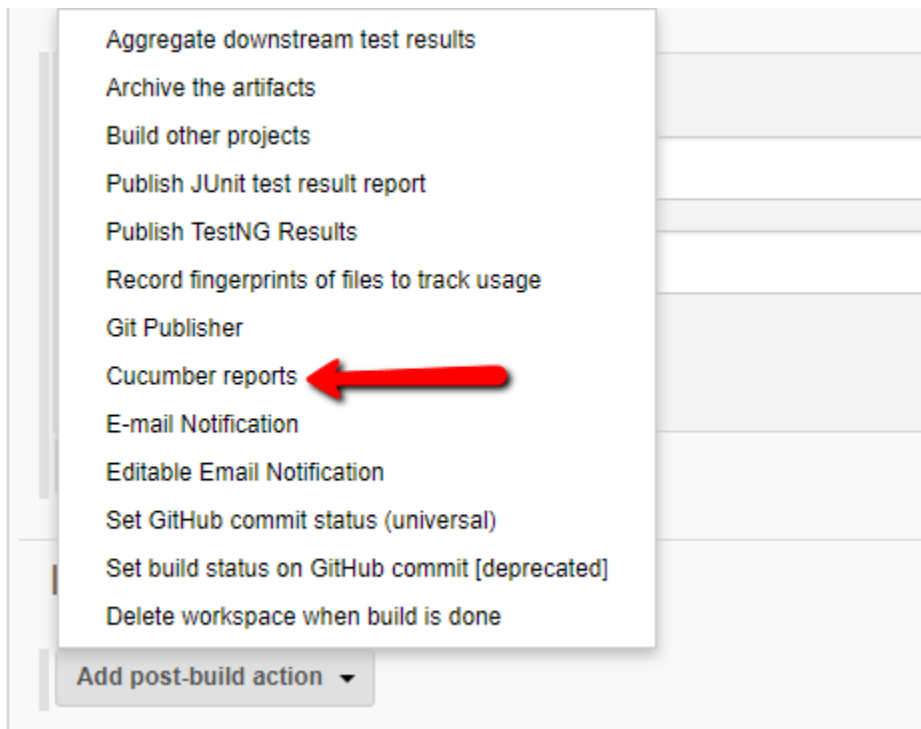 Aggregate downstream test results
Archive the artifacts
Build other projects
Publish JUnit test result report
Publish TestNG Results
Record fingerprints of files to track usage
Git Publisher
Cucumber reports
E-mail Notification
Editable Email Notification
Set GitHub commit status (universal)
Set build status on GitHub commit [deprecated]
Delete workspace when build is done
Add post-build action